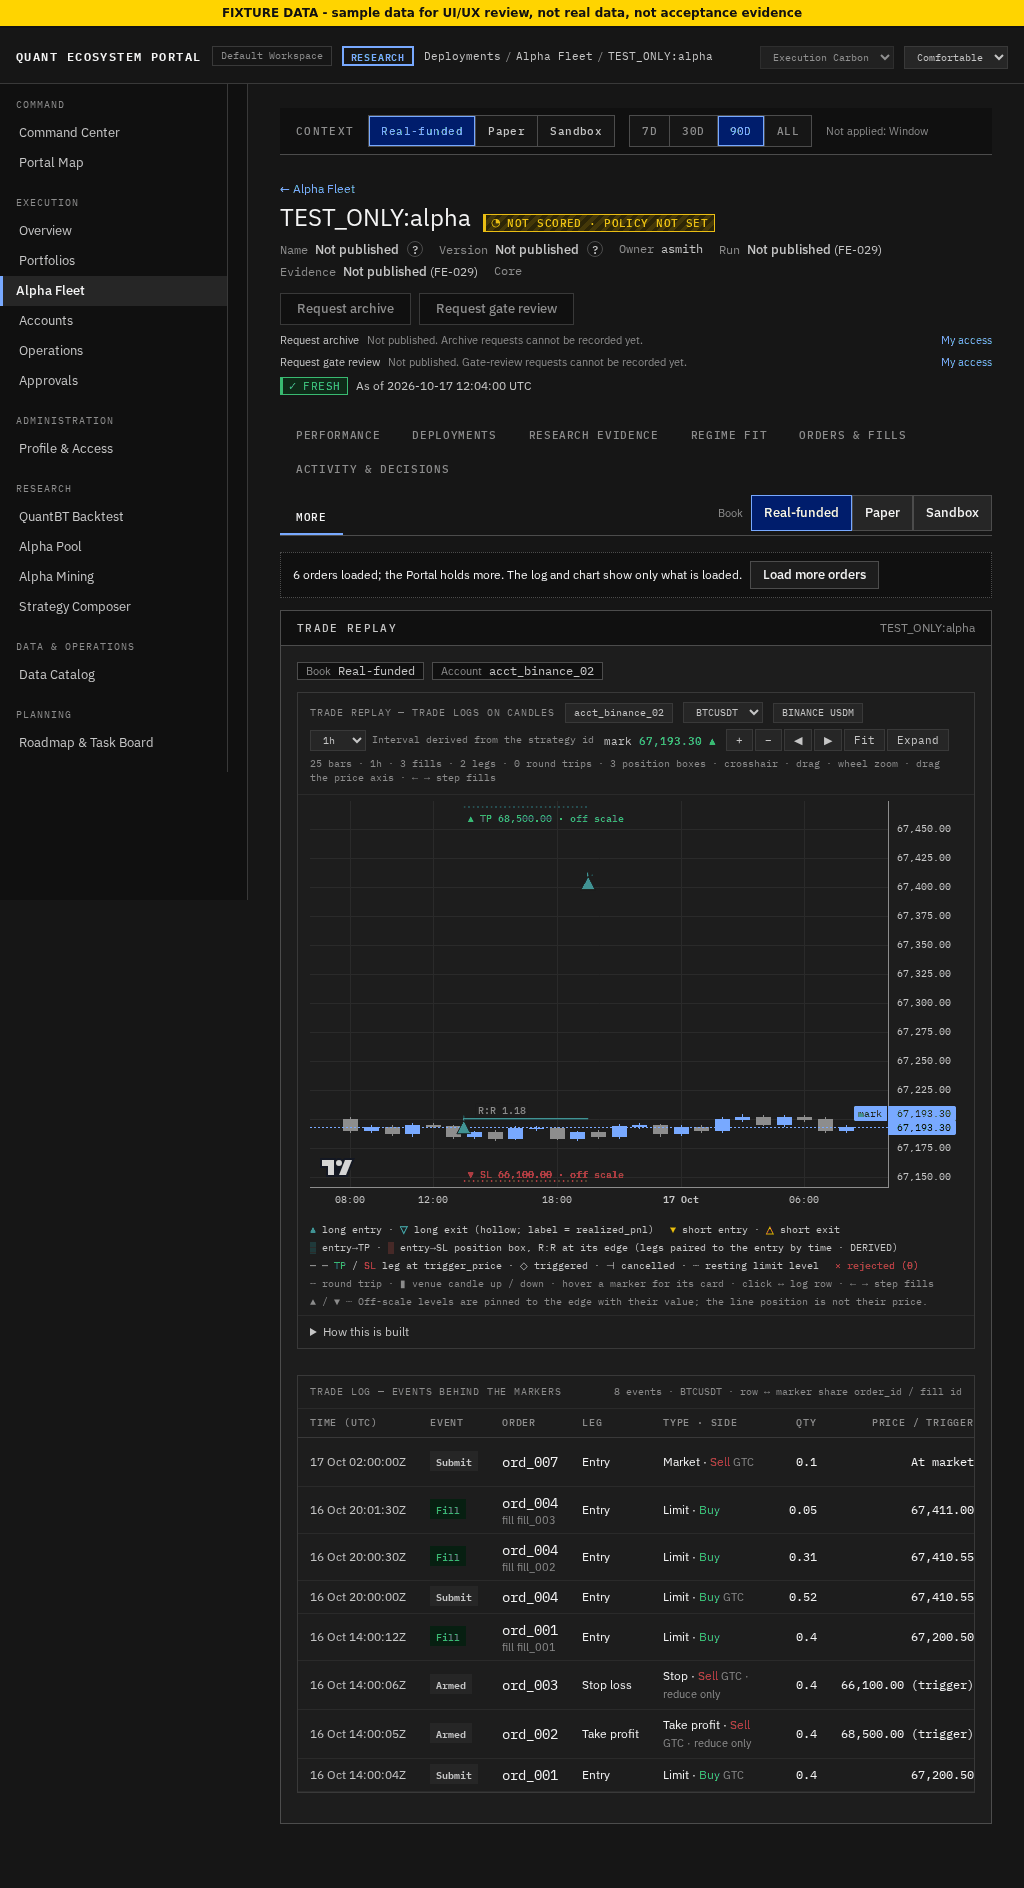 FIXTURE DATA - sample data for UI/UX review, not real data, not acceptance evidence
QUANT ECOSYSTEM PORTAL
Default Workspace
RESEARCH
Deployments / Alpha Fleet / TEST_ONLY:alpha
Execution Carbon
Comfortable
COMMAND
Command Center
Portal Map
EXECUTION
Overview
Portfolios
Alpha Fleet
Accounts
Operations
Approvals
ADMINISTRATION
Profile & Access
RESEARCH
QuantBT Backtest
Alpha Pool
Alpha Mining
Strategy Composer
DATA & OPERATIONS
Data Catalog
PLANNING
Roadmap & Task Board
CONTEXT Real-funded Paper Sandbox 7D 30D 90D ALL Not applied: Window
← Alpha Fleet
TEST_ONLY:alpha ◔ NOT SCORED · POLICY NOT SET
Name Not published ? Version Not published ? Owner asmith Run Not published (FE-029)
Evidence Not published (FE-029) Core
Request archive Request gate review
Request archive Not published. Archive requests cannot be recorded yet. My access
Request gate review Not published. Gate-review requests cannot be recorded yet. My access
✓ FRESH As of 2026-10-17 12:04:00 UTC
PERFORMANCE DEPLOYMENTS RESEARCH EVIDENCE REGIME FIT ORDERS & FILLS
ACTIVITY & DECISIONS
MORE Book Real-funded Paper Sandbox
6 orders loaded; the Portal holds more. The log and chart show only what is loaded. Load more orders
TRADE REPLAY TEST_ONLY:alpha
Book Real-funded Account acct_binance_02
TRADE REPLAY — TRADE LOGS ON CANDLES acct_binance_02 BTCUSDT BINANCE USDM
1h Interval derived from the strategy id mark 67,193.30 ▲ + − ◀ ▶ Fit Expand
25 bars · 1h · 3 fills · 2 legs · 0 round trips · 3 position boxes · crosshair · drag · wheel zoom · drag
the price axis · ← → step fills
▲ TP 68,500.00 · off scale
67,450.00
67,425.00
67,400.00
67,375.00
67,350.00
67,325.00
67,300.00
67,275.00
67,250.00
67,225.00
R:R 1.18
mark 67,193.30
67,193.30
67,175.00
▼ SL 66,100.00 · off scale
67,150.00
08:00 12:00 18:00 17 Oct 06:00
▲ long entry · ▽ long exit (hollow; label = realized_pnl) ▼ short entry · △ short exit
entry→TP · entry→SL position box, R:R at its edge (legs paired to the entry by time · DERIVED)
— — TP / SL leg at trigger_price · ◇ triggered · ⊣ cancelled · ┄ resting limit level × rejected (0)
┄ round trip · ▮ venue candle up / down · hover a marker for its card · click ↔ log row · ← → step fills
▲ / ▼ ┄ Off-scale levels are pinned to the edge with their value; the line position is not their price.
▶ How this is built
TRADE LOG — EVENTS BEHIND THE MARKERS 8 events · BTCUSDT · row ↔ marker share order_id / fill id
TIME (UTC) EVENT ORDER LEG TYPE · SIDE QTY PRICE / TRIGGER
17 Oct 02:00:00Z Submit ord_007 Entry Market · Sell GTC 0.1 At market
16 Oct 20:01:30Z Fill ord_004 Entry Limit · Buy 0.05 67,411.00
fill fill_003
16 Oct 20:00:30Z Fill ord_004 Entry Limit · Buy 0.31 67,410.55
fill fill_002
16 Oct 20:00:00Z Submit ord_004 Entry Limit · Buy GTC 0.52 67,410.55
16 Oct 14:00:12Z Fill ord_001 Entry Limit · Buy 0.4 67,200.50
fill fill_001
16 Oct 14:00:06Z Armed ord_003 Stop loss Stop · Sell GTC · 0.4 66,100.00 (trigger)
reduce only
16 Oct 14:00:05Z Armed ord_002 Take profit Take profit · Sell 0.4 68,500.00 (trigger)
GTC · reduce only
16 Oct 14:00:04Z Submit ord_001 Entry Limit · Buy GTC 0.4 67,200.50